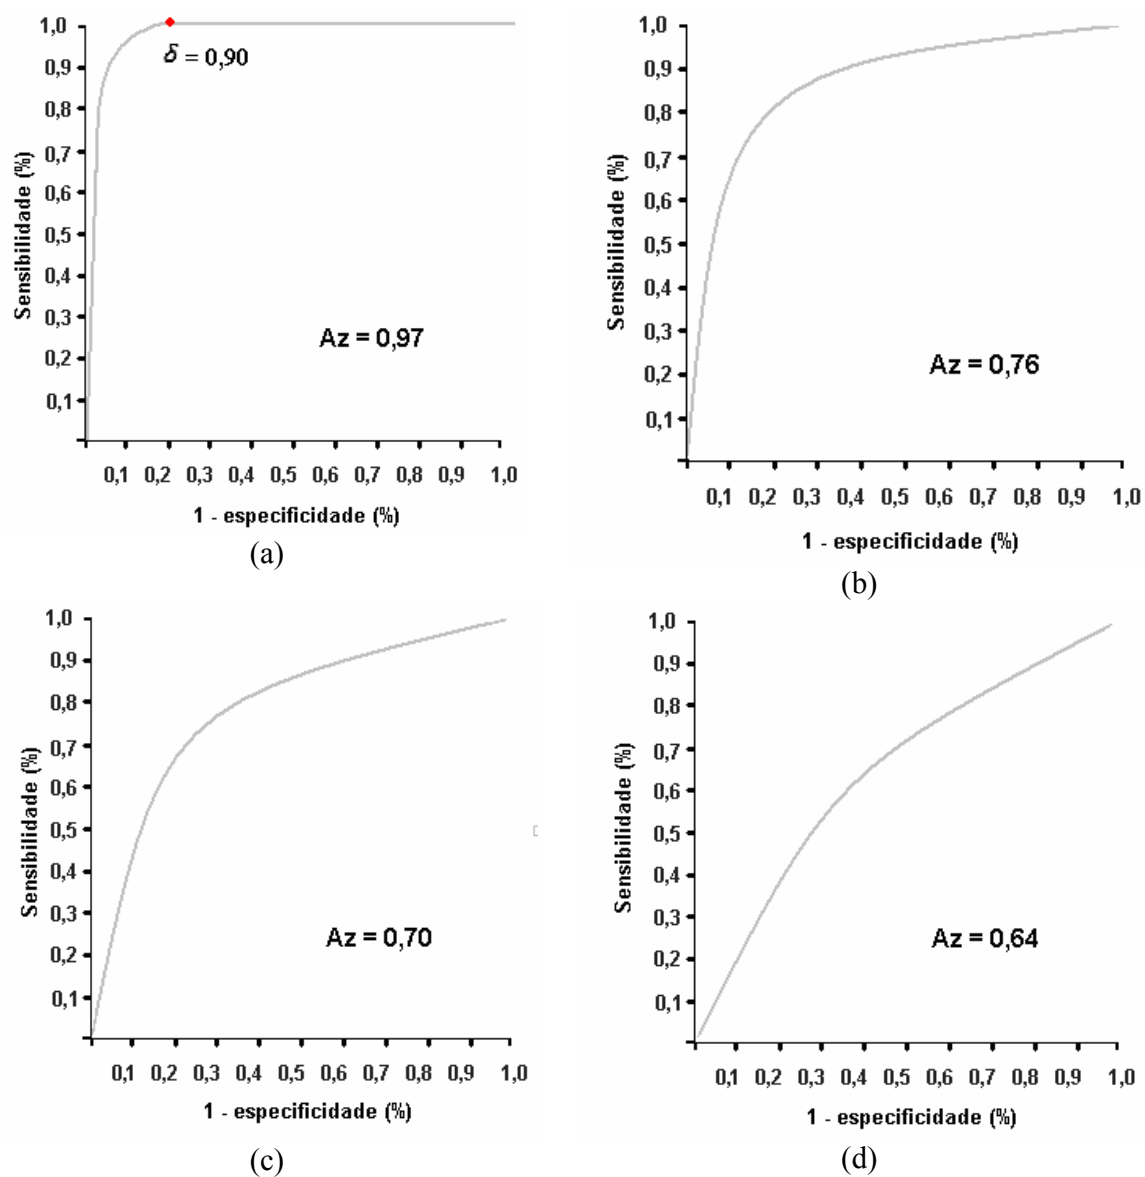 1,0
0,9
0,8
0,7
0,6
0,5
0,4
0,3
0,2
0,1
Sensibilidade (%)
δ = 0,90
Az = 0,97
0,1 0,2 0,3 0,4 0,5 0,6 0,7 0,8 0,9 1,0
1 - especificidade (%)
(a)
1,0
0,9
0,8
0,7
0,6
0,5
0,4
0,3
0,2
0,1
Sensibilidade (%)
Az = 0,76
0,1 0,2 0,3 0,4 0,5 0,6 0,7 0,8 0,9 1,0
1 - especificidade (%)
(b)
1,0
0,9
0,8
0,7
0,6
0,5
0,4
0,3
0,2
0,1
Sensibilidade (%)
Az = 0,70
0,1 0,2 0,3 0,4 0,5 0,6 0,7 0,8 0,9 1,0
1 - especificidade (%)
(c)
1,0
0,9
0,8
0,7
0,6
0,5
0,4
0,3
0,2
0,1
Sensibilidade (%)
Az = 0,64
0,1 0,2 0,3 0,4 0,5 0,6 0,7 0,8 0,9 1,0
1 - especificidade (%)
(d)